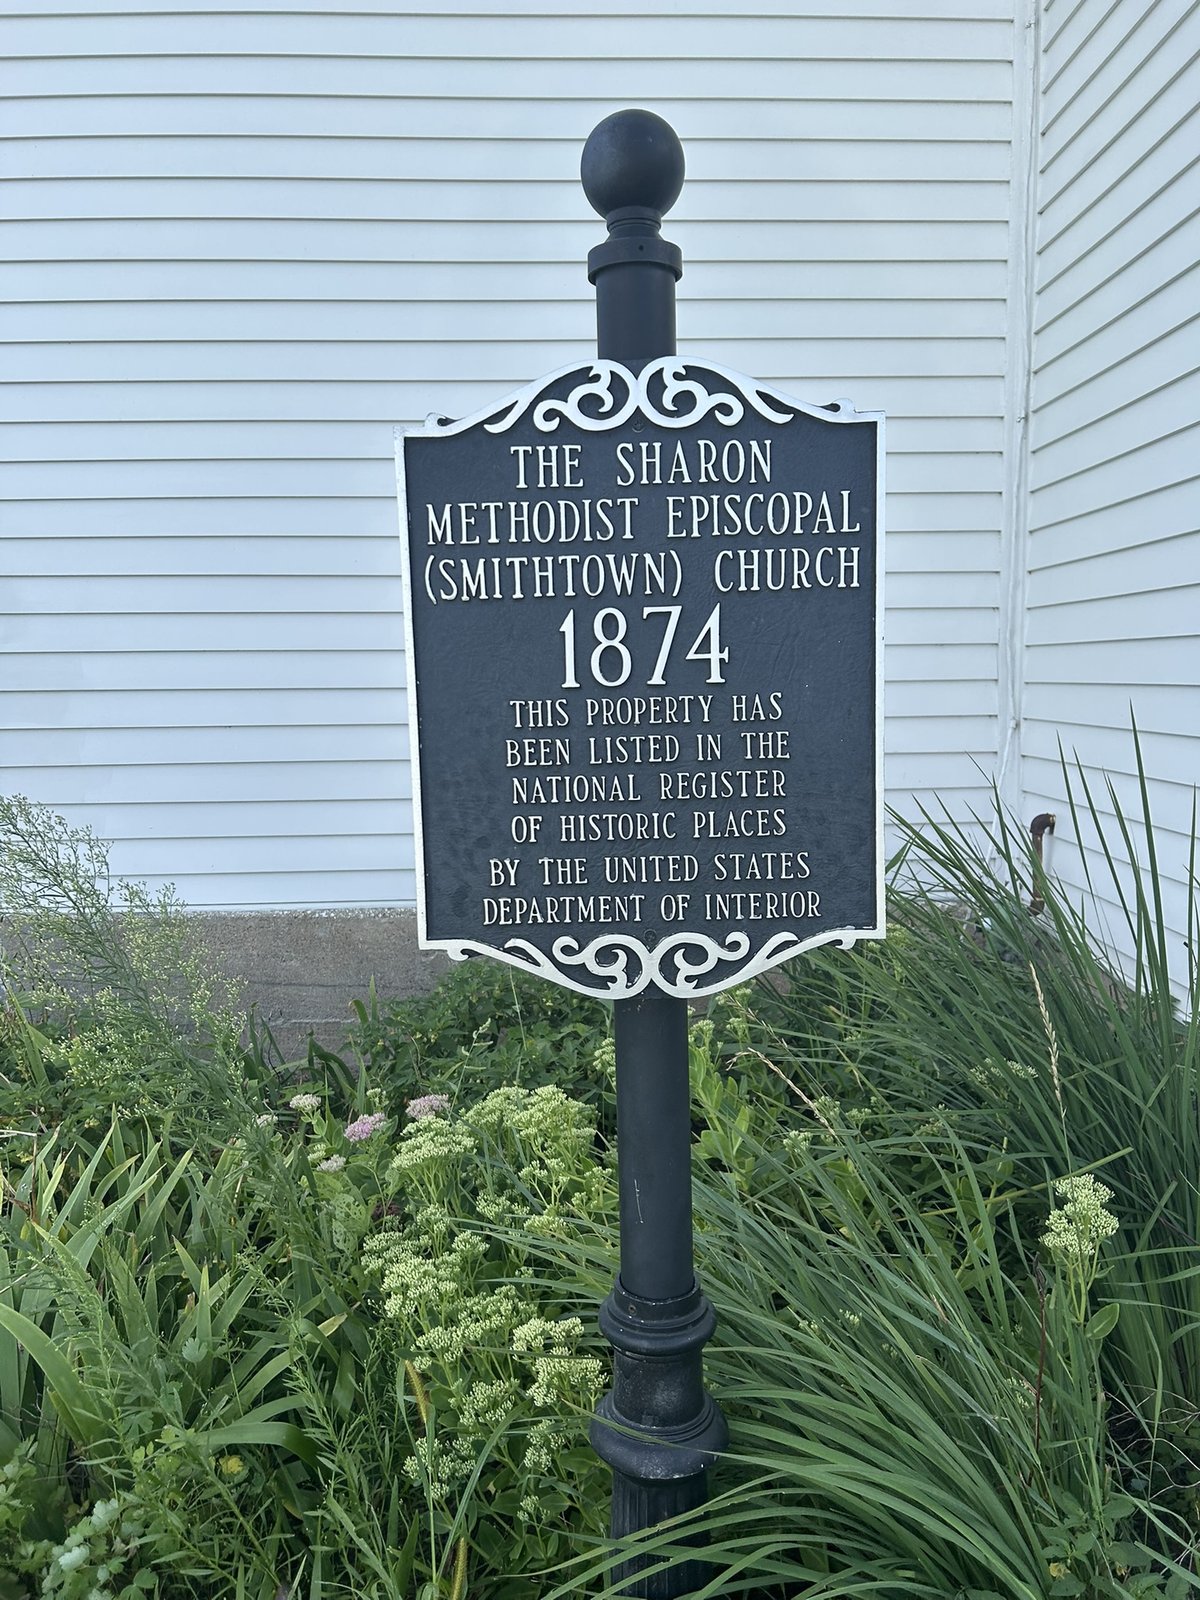 THE SHARON
METHODIST EPISCOPAL
(SMITHTOWN) CHURCH
1874
THIS PROPERTY HAS
BEEN LISTED IN THE
NATIONAL REGISTER
OF HISTORIC PLACES
BY THE UNITED STATES
DEPARTMENT OF INTERIOR